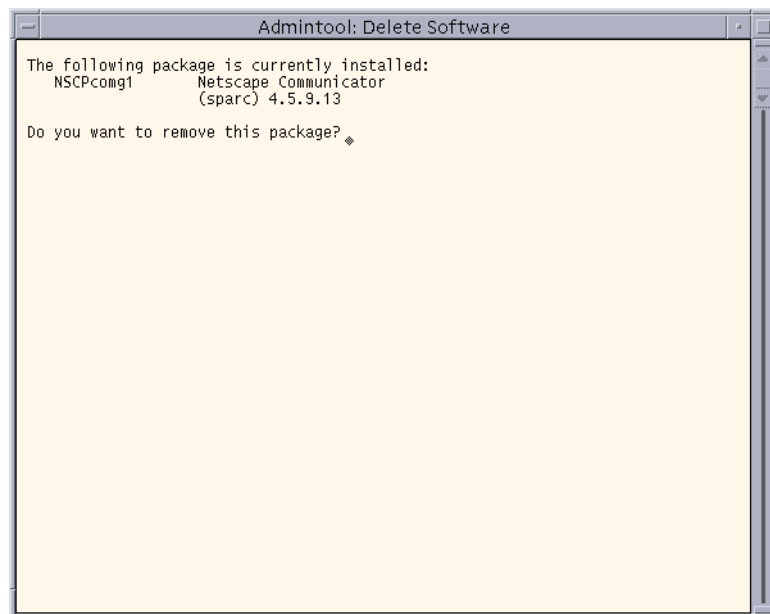 Admintool: Delete Software
The following package is currently installed:
NSCPcomg1 Netscape Communicator
(sparc) 4.5.9.13
Do you want to remove this package?